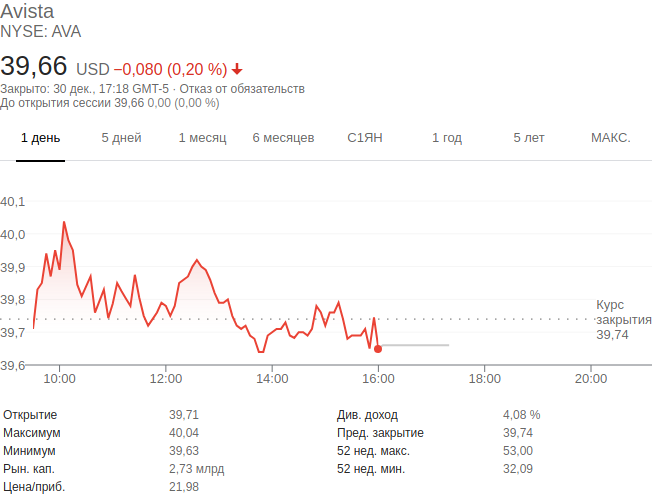 Avista
NYSE: AVA
39,66 USD −0,080 (0,20 %)
Закрыто: 30 дек., 17:18 GMT-5 · Отказ от обязательств
До открытия сессии 39,66 0,00 (0,00 %)
1 день 5 дней 1 месяц 6 месяцев С1ЯН 1 год 5 лет МАКС.
40,1
40,0
39,9
39,8
39,7
39,6
Курс
закрытия
39,74
10:00 12:00 14:00 16:00 18:00 20:00
Открытие 39,71
Максимум 40,04
Минимум 39,63
Рын. кап. 2,73 млрд
Цена/приб. 21,98
Див. доход 4,08 %
Пред. закрытие 39,74
52 нед. макс. 53,00
52 нед. мин. 32,09